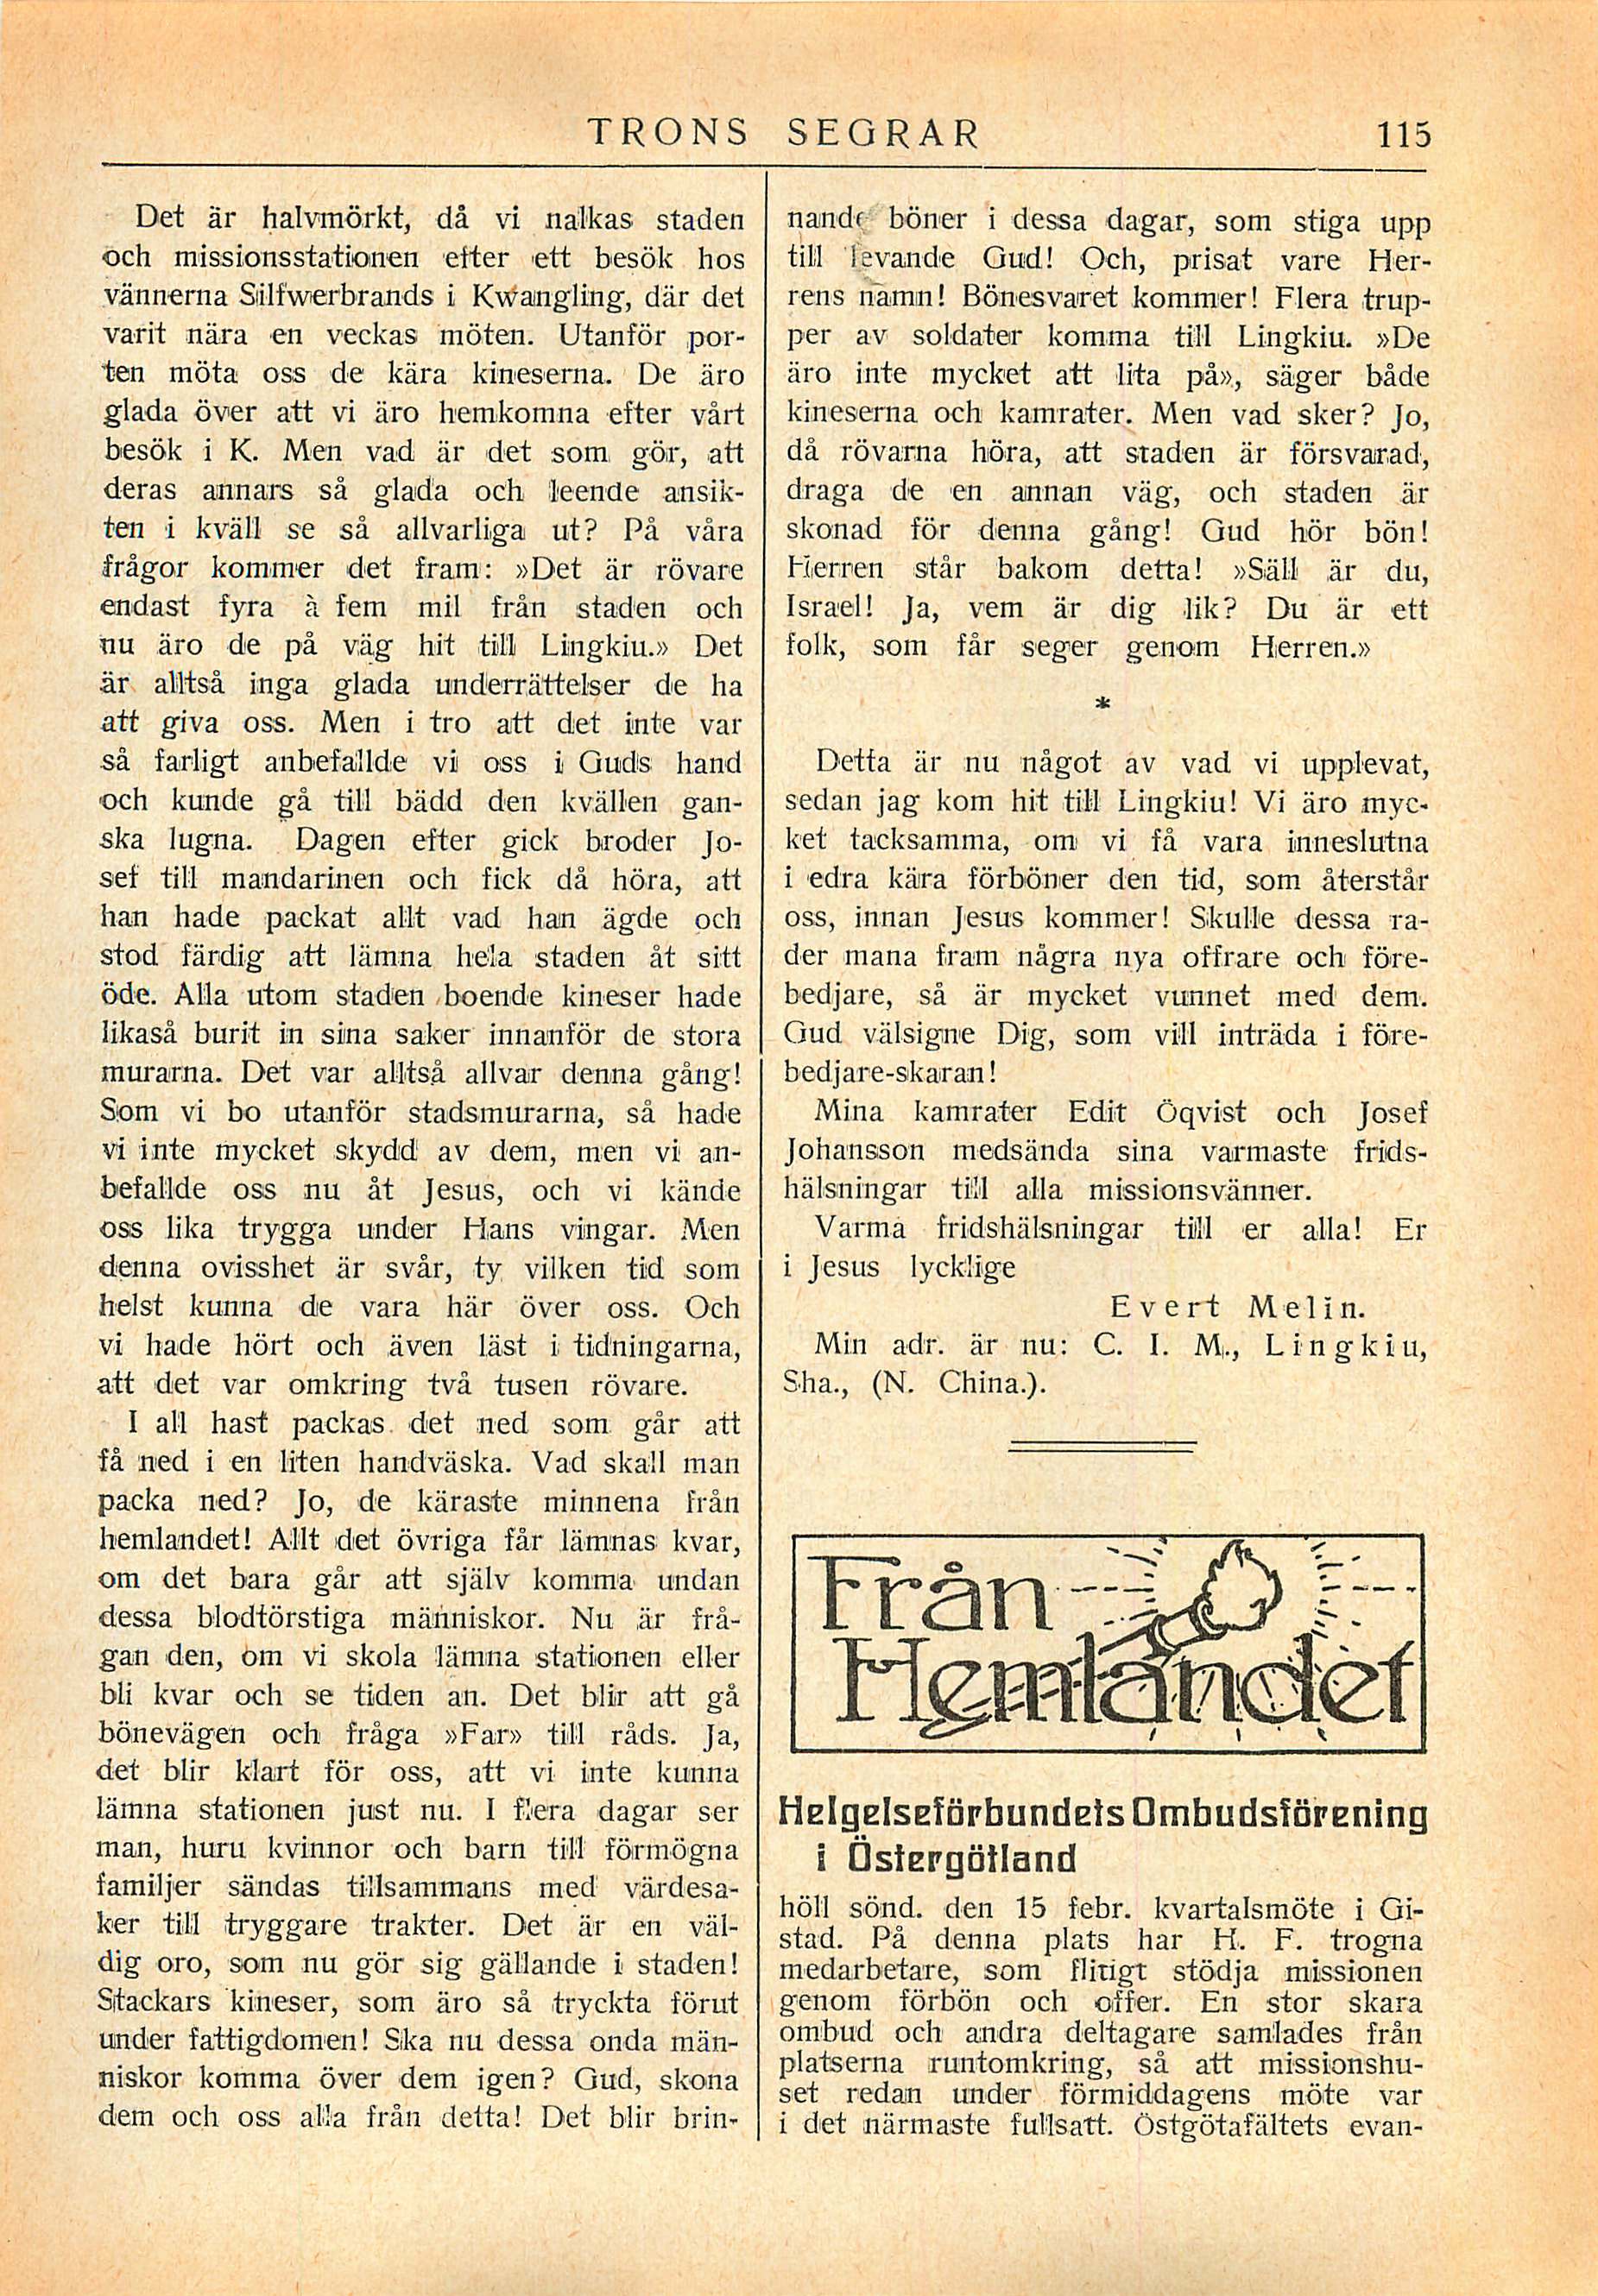 TRONS SEGRAR 115
Det är halvmörkt, då vi nalkas staden
och missionsstationen efter ett besök hos
vännerna Silfwerbrands i Kwangling, där det
varit nära en veckas möten. Utanför por-
ten möta oss de kära kineserna. De äro
glada över att vi äro hemkomna efter vårt
besök i K. Men vad är det som gör, att
deras annars så glada och leende ansik-
ten i kväll se så allvarliga ut? På våra
frågor kommer det fram: »Det är rövare
endast fyra à fem mil från staden och
nu äro de på väg hit till Lingkiu.» Det
är alltså inga glada underrättelser de ha
att giva oss. Men i tro att det inte var
så farligt anbefallde vi oss i Guds hand
och kunde gå till bädd den kvällen gan-
ska lugna. Dagen efter gick broder Jo-
sef till mandarinen och fick då höra, att
han hade packat allt vad han ägde och
stod färdig att lämna hela staden åt sitt
öde. Alla utom staden boende kineser hade
likaså burit in sina saker innanför de stora
murarna. Det var alltså allvar denna gång!
Som vi bo utanför stadsmurarna, så hade
vi inte mycket skydd av dem, men vi an-
befallde oss nu åt Jesus, och vi kände
oss lika trygga under Hans vingar. Men
denna ovisshet är svår, ty vilken tid som
helst kunna de vara här över oss. Och
vi hade hört och även läst i tidningarna,
att det var omkring två tusen rövare.
I all hast packas det ned som går att
få ned i en liten handväska. Vad skall man
packa ned? Jo, de käraste minnena från
hemlandet! Allt det övriga får lämnas kvar,
om det bara går att själv komma undan
dessa blodtörstiga människor. Nu är frå-
gan den, om vi skola lämna stationen eller
bli kvar och se tiden an. Det blir att gå
bönevägen och fråga »Far» till råds. Ja,
det blir klart för oss, att vi inte kunna
lämna stationen just nu. I flera dagar ser
man, huru kvinnor och barn till förmögna
familjer sändas tillsammans med värdesa-
ker till tryggare trakter. Det är en väl-
dig oro, som nu gör sig gällande i staden!
Stackars kineser, som äro så tryckta förut
under fattigdomen! Ska nu dessa onda män-
niskor komma över dem igen? Gud, skona
dem och oss alla från detta! Det blir brin-
nande böner i dessa dagar, som stiga upp
till levande Gud! Och, prisat vare Her-
rens namn! Bönesvaret kommer! Flera trup-
per av soldater komma till Lingkiu. »De
äro inte mycket att lita på», säger både
kineserna och kamrater. Men vad sker? Jo,
då rövarna höra, att staden är försvarad,
draga de en annan väg, och staden är
skonad för denna gång! Gud hör bön!
Herren står bakom detta! »Säll är du,
Israel! Ja, vem är dig lik? Du är ett
folk, som får seger genom Herren.»
*
Detta är nu något av vad vi upplevat,
sedan jag kom hit till Lingkiu! Vi äro myc-
ket tacksamma, om vi få vara inneslutna
i edra kära förböner den tid, som återstår
oss, innan Jesus kommer! Skulle dessa ra-
der mana fram några nya offrare och före-
bedjare, så är mycket vunnet med dem.
Gud välsigne Dig, som vill inträda i före-
bedjare-skaran!
Mina kamrater Edit Öqvist och Josef
Johansson medsända sina varmaste frids-
hälsningar till alla missionsvänner.
Varma fridshälsningar till er alla! Er
i Jesus lycklige
Evert Melin.
Min adr. är nu: C. I. M., Lingkiu,
Sha., (N. China.).
Från
Hemlandet
Helgelseförbundets Ombudsförening
i Östergötland
höll sönd. den 15 febr. kvartalsmöte i Gi-
stad. På denna plats har H. F. trogna
medarbetare, som flitigt stödja missionen
genom förbön och offer. En stor skara
ombud och andra deltagare samlades från
platserna runtomkring, så att missionshu-
set redan under förmiddagens möte var
i det närmaste fullsatt. Östgötafältets evan-